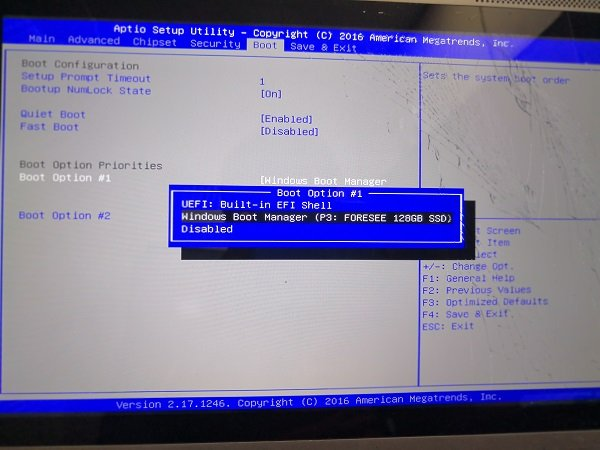 Aptio Setup Utility - Copyright (C) 2016 American Megatrends, Inc.
Main Advanced Chipset Security Boot Save & Exit
Boot Configuration
Setup Prompt Timeout 1
Bootup NumLock State [On]
Quiet Boot [Enabled]
Fast Boot [Disabled]
Boot Option Priorities
Boot Option #1 [Windows Boot Manager
Boot Option #2
Sets the system boot order
Boot Option #1
UEFI: Built-in EFI Shell
Windows Boot Manager (P3: FORESEE 128GB SSD)
Disabled
t Screen
t Item
lect
+/-: Change Opt.
F1: General Help
F2: Previous Values
F3: Optimized Defaults
F4: Save & Exit
ESC: Exit
Version 2.17.1246. Copyright (C) 2016 American Megatrends, Inc.